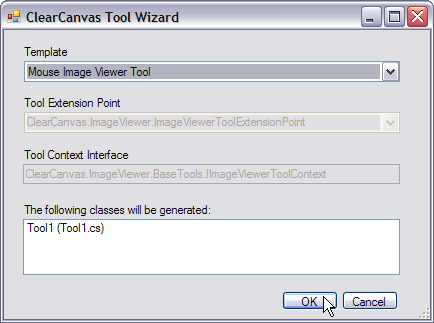 ClearCanvas Tool Wizard
Template
Mouse Image Viewer Tool
Tool Extension Point
ClearCanvas.ImageViewer.ImageViewerToolExtensionPoint
Tool Context Interface
ClearCanvas.ImageViewer.BaseTools.IImageViewerToolContext
The following classes will be generated:
Tool1 (Tool1.cs)
OK
Cancel